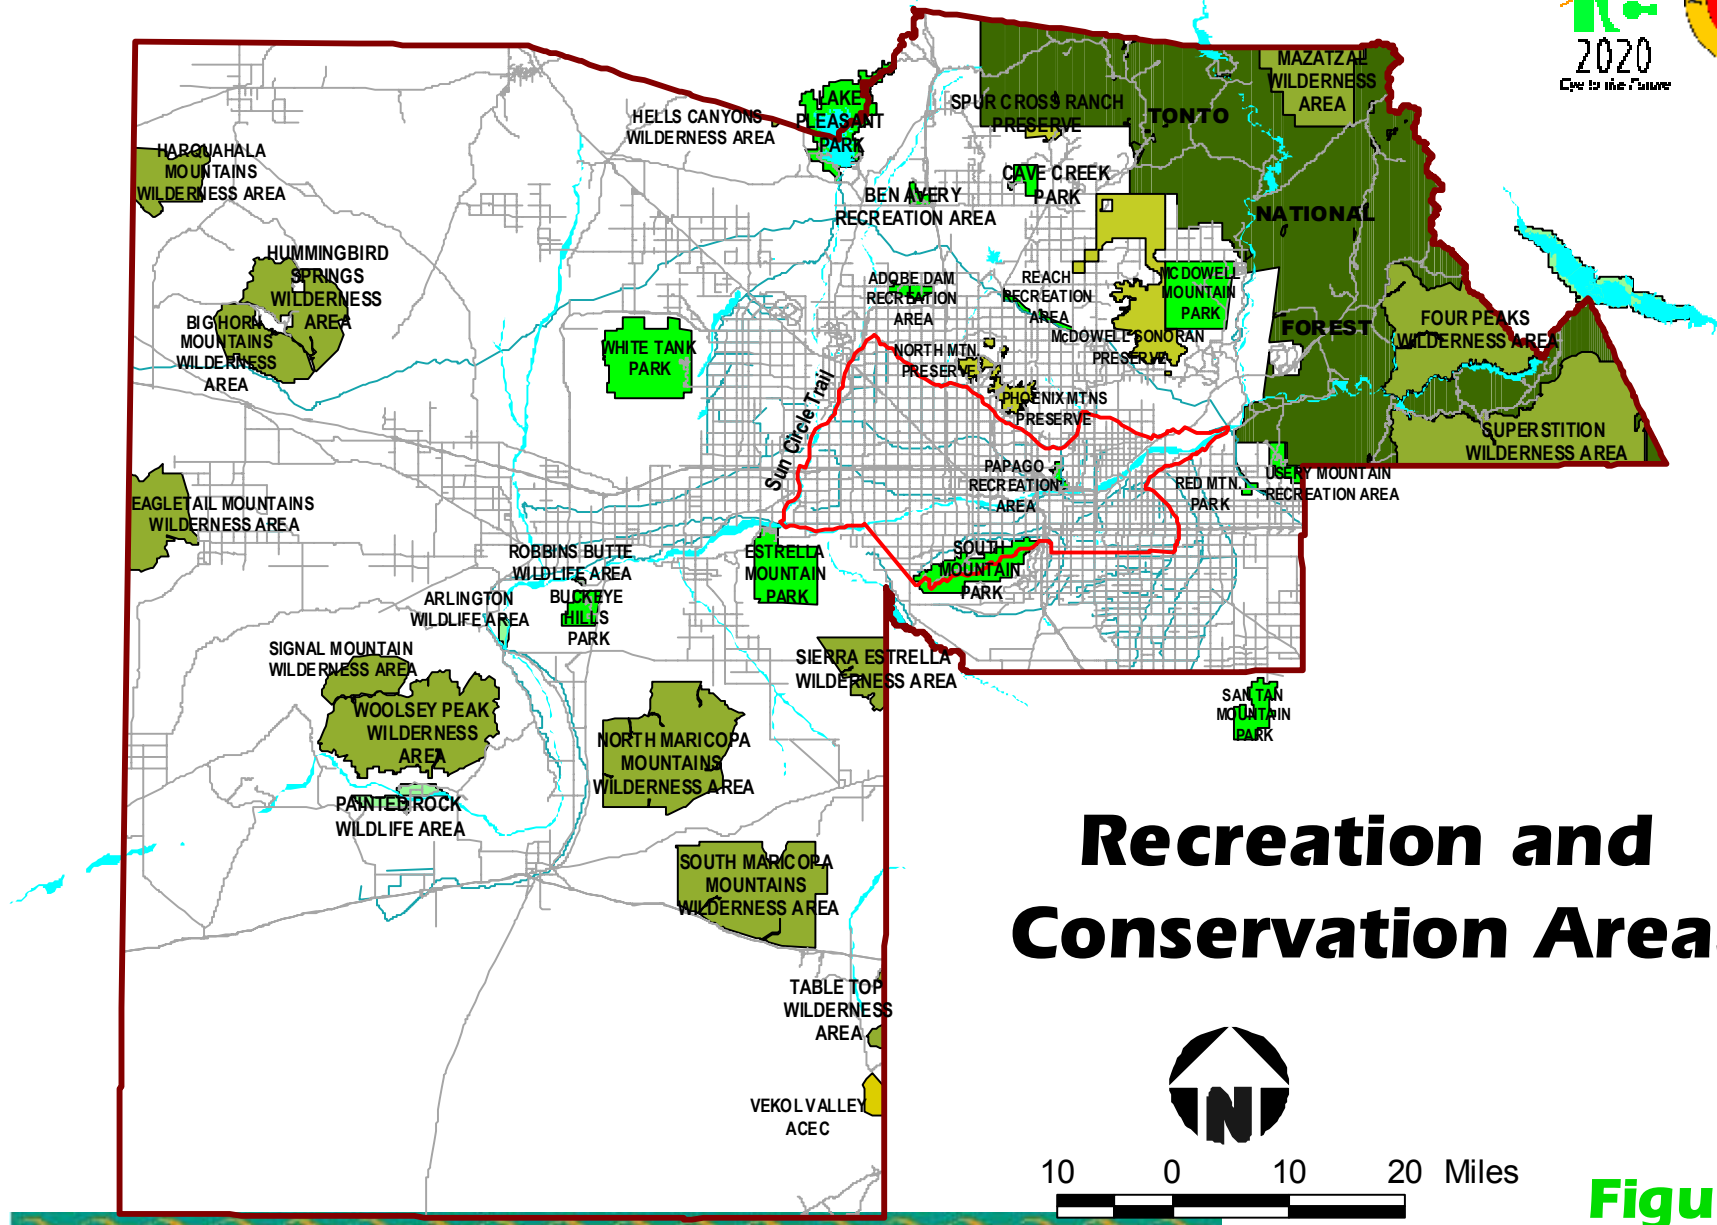 2020
Eye to the Future
MAZATZAL
WILDERNESS
AREA
LAKE
PLEASANT
PARK
HELLS CANYONS
WILDERNESS AREA
SPUR CROSS RANCH
PRESERVE
TONTO
NATIONAL
FOREST
HARQUAHALA
MOUNTAINS
WILDERNESS AREA
CAVE CREEK
PARK
BEN AVERY
RECREATION AREA
HUMMINGBIRD
SPRINGS
WILDERNESS
AREA
BIG HORN
MOUNTAINS
WILDERNESS
AREA
ADOBE DAM
RECREATION
AREA
REACH
RECREATION
AREA
MCDOWELL
MOUNTAIN
PARK
McDOWELL SONORAN
PRESERVE
FOUR PEAKS
WILDERNESS AREA
WHITE TANK
PARK
NORTH MTN.
PRESERVE
PHOENIX MTNS
PRESERVE
Sun Circle Trail
SUPERSTITION
WILDERNESS AREA
PAPAGO
RECREATION
AREA
RED MTN.
PARK
USERY MOUNTAIN
RECREATION AREA
EAGLETAIL MOUNTAINS
WILDERNESS AREA
ROBBINS BUTTE
WILDLIFE AREA
ESTRELLA
MOUNTAIN
PARK
SOUTH
MOUNTAIN
PARK
ARLINGTON
WILDLIFE AREA
BUCKEYE
HILLS
PARK
SIGNAL MOUNTAIN
WILDERNESS AREA
SIERRA ESTRELLA
WILDERNESS AREA
WOOLSEY PEAK
WILDERNESS
AREA
NORTH MARICOPA
MOUNTAINS
WILDERNESS AREA
SAN TAN
MOUNTAIN
PARK
PAINTED ROCK
WILDLIFE AREA
SOUTH MARICOPA
MOUNTAINS
WILDERNESS AREA
Recreation and
Conservation Area
TABLE TOP
WILDERNESS
AREA
VEKOL VALLEY
ACEC
N
10 0 10 20 Miles
Figu